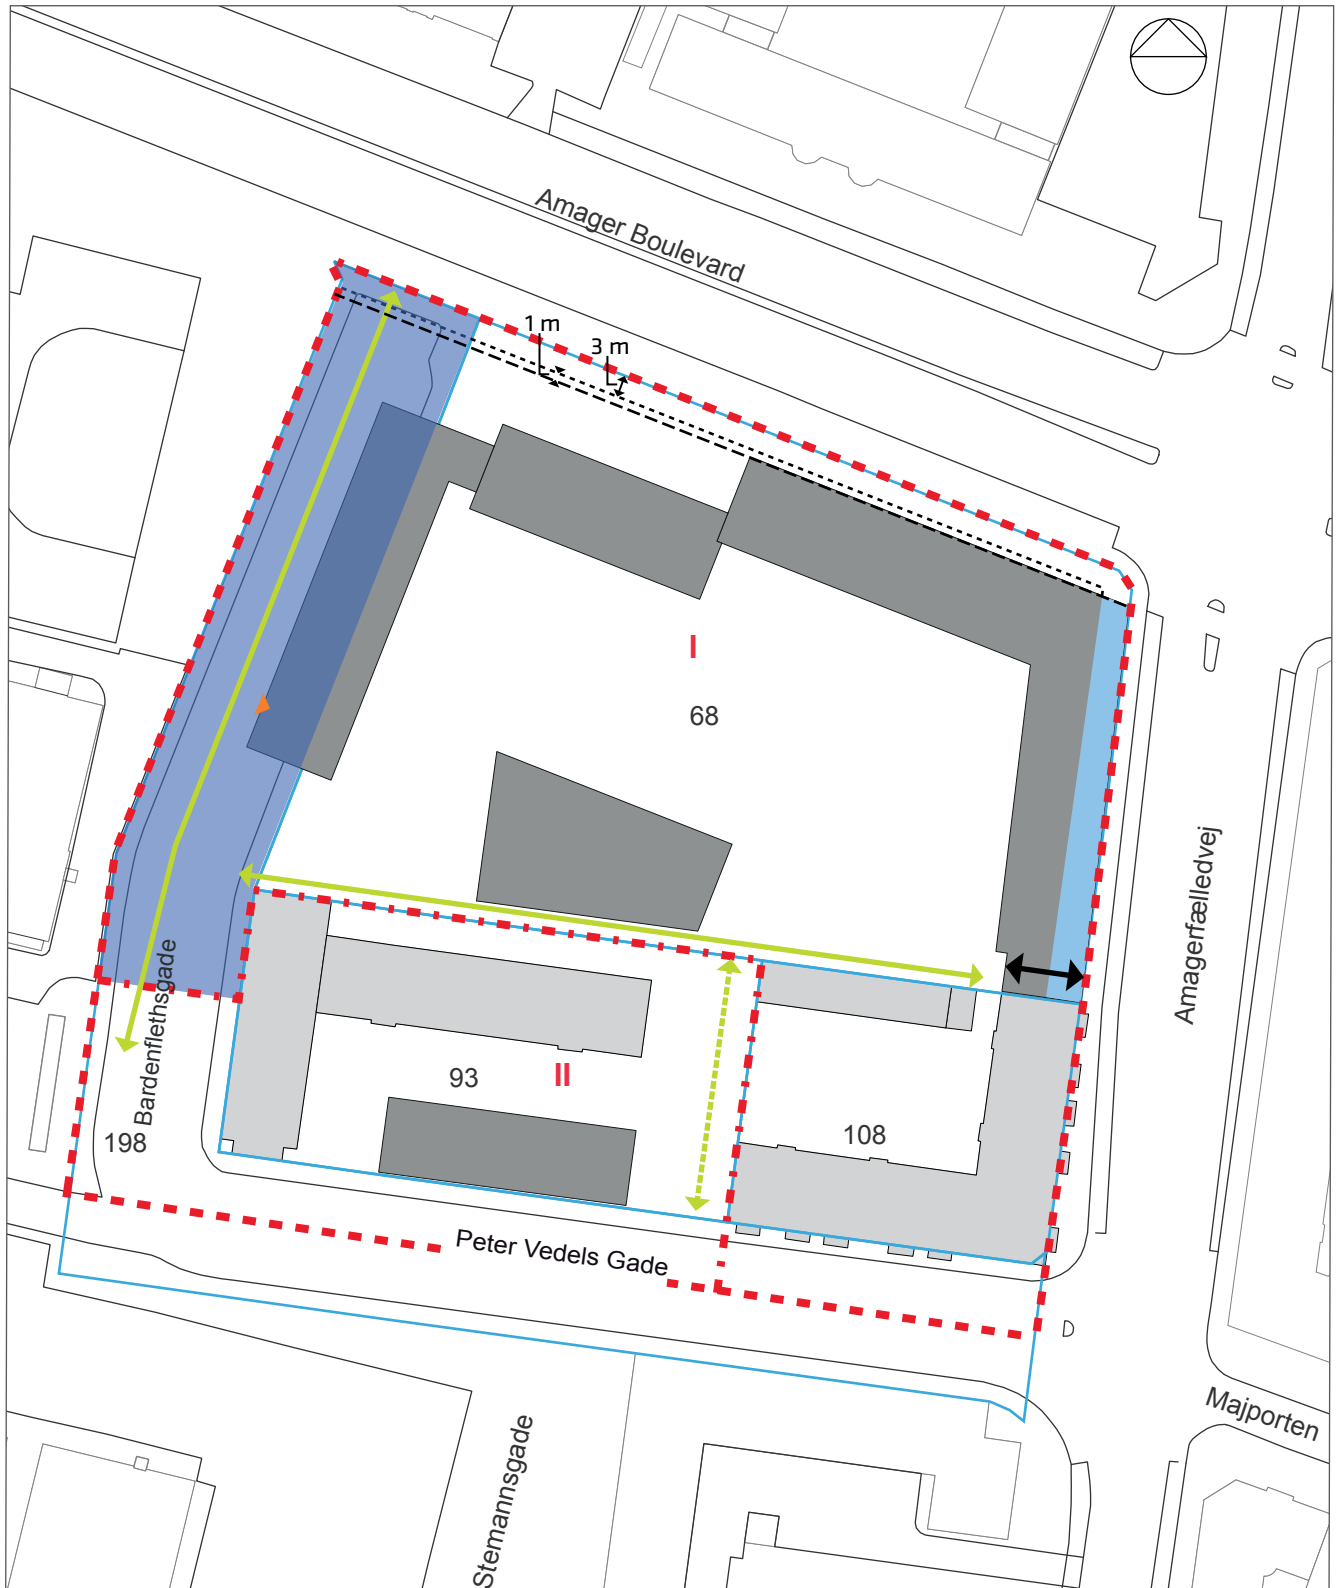 Amager Boulevard
1 m
3 m
I
68
Amagerfælledvej
Bardenflethsgade
93
II
108
198
Peter Vedels Gade
Majporten
Stemannsgade